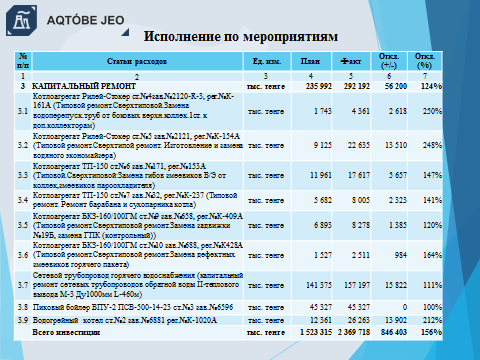 AQTÓBE JEO
Исполнение по мероприятиям
№ п/п Статьи расходов Ед. изм. План Факт Откл. (+/-) Откл. (%)
1 2 3 4 5 6 7
3 КАПИТАЛЬНЫЙ РЕМОНТ тыс. тенге 235 992 292 192 56 200 124%
Котлоагрегат Рилей-Стокер ст.№4зав.№2120-R-3, рег.№К-
161А (Типовой ремонт.Сверхтиповой.Замена
3.1 водоперепуск.труб от боковых верхн.коллек.1ст. к тыс. тенге 1 743 4 361 2 618 250%
доп.коллекторам)
Котлоагрегат Рилей-Стокер ст.№5 зав.№2121, рег.№К-154А
3.2 (Типовой ремонт.Сверхтипой ремонт. Изготовление и замена тыс. тенге 9 125 22 635 13 510 248%
водяного экономайзера)
Котлоагрегат ТП-150 ст.№6 зав.№171, рег.№153А
3.3 (Типовой.Сверхтиповой.Замена гибов змеевиков В/Э от тыс. тенге 11 961 17 617 5 657 147%
коллек,змеевиков пароохладителя)
Котлоагрегат ТП-150 ст№7 зав.№32, рег.№К-237 (Типовой
3.4 ремонт. Ремонт барабана и сухопарника котла) тыс. тенге 5 682 8 005 2 323 141%
Котлоагрегат БКЗ-160/100ГМ ст.№9 зав.№658, рег.№К-409А
3.5 (Типовой ремонт.Сверхтиповой ремонт.Замена задвижки тыс. тенге 6 893 8 278 1 385 120%
№19Б, замена ГПК (контрольный))
Котлоагрегат БКЗ-160/100ГМ ст.№10 зав.№688, рег.№К428А
3.6 (Типовой ремонт.Сверхтиповой ремонт.Замена дефектных тыс. тенге 1 527 2 511 984 164%
змеевиков горячего пакета)
Сетевой трубопровод горячего водоснабжения (капитальный
3.7 ремонт сетевых трубопроводов обратной воды II-теплового тыс. тенге 141 375 157 197 15 822 111%
вывода М-3 Ду1000мм L-460м)
3.8 Пиковый бойлер ВПУ-2 ПСВ-500-14-23 ст.№3 зав.№6596 тыс. тенге 45 327 45 327 0 100%
3.9 Водогрейный котел ст.№2 зав.№6881 рег.№К-1020А тыс. тенге 12 361 26 263 13 902 212%
Всего инвестиции тыс. тенге 1 523 315 2 369 718 846 403 156%